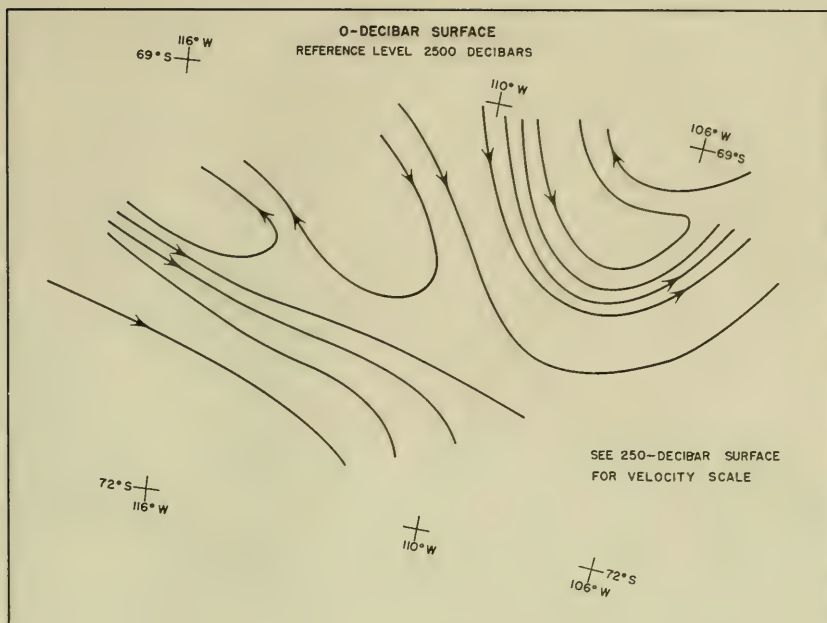 O-DECIBAR SURFACE
REFERENCE LEVEL 2500 DECIBARS
116° W
69° S
110° W
106° W
69° S
SEE 250-DECIBAR SURFACE
FOR VELOCITY SCALE
72° S
116° W
110° W
72° S
106° W